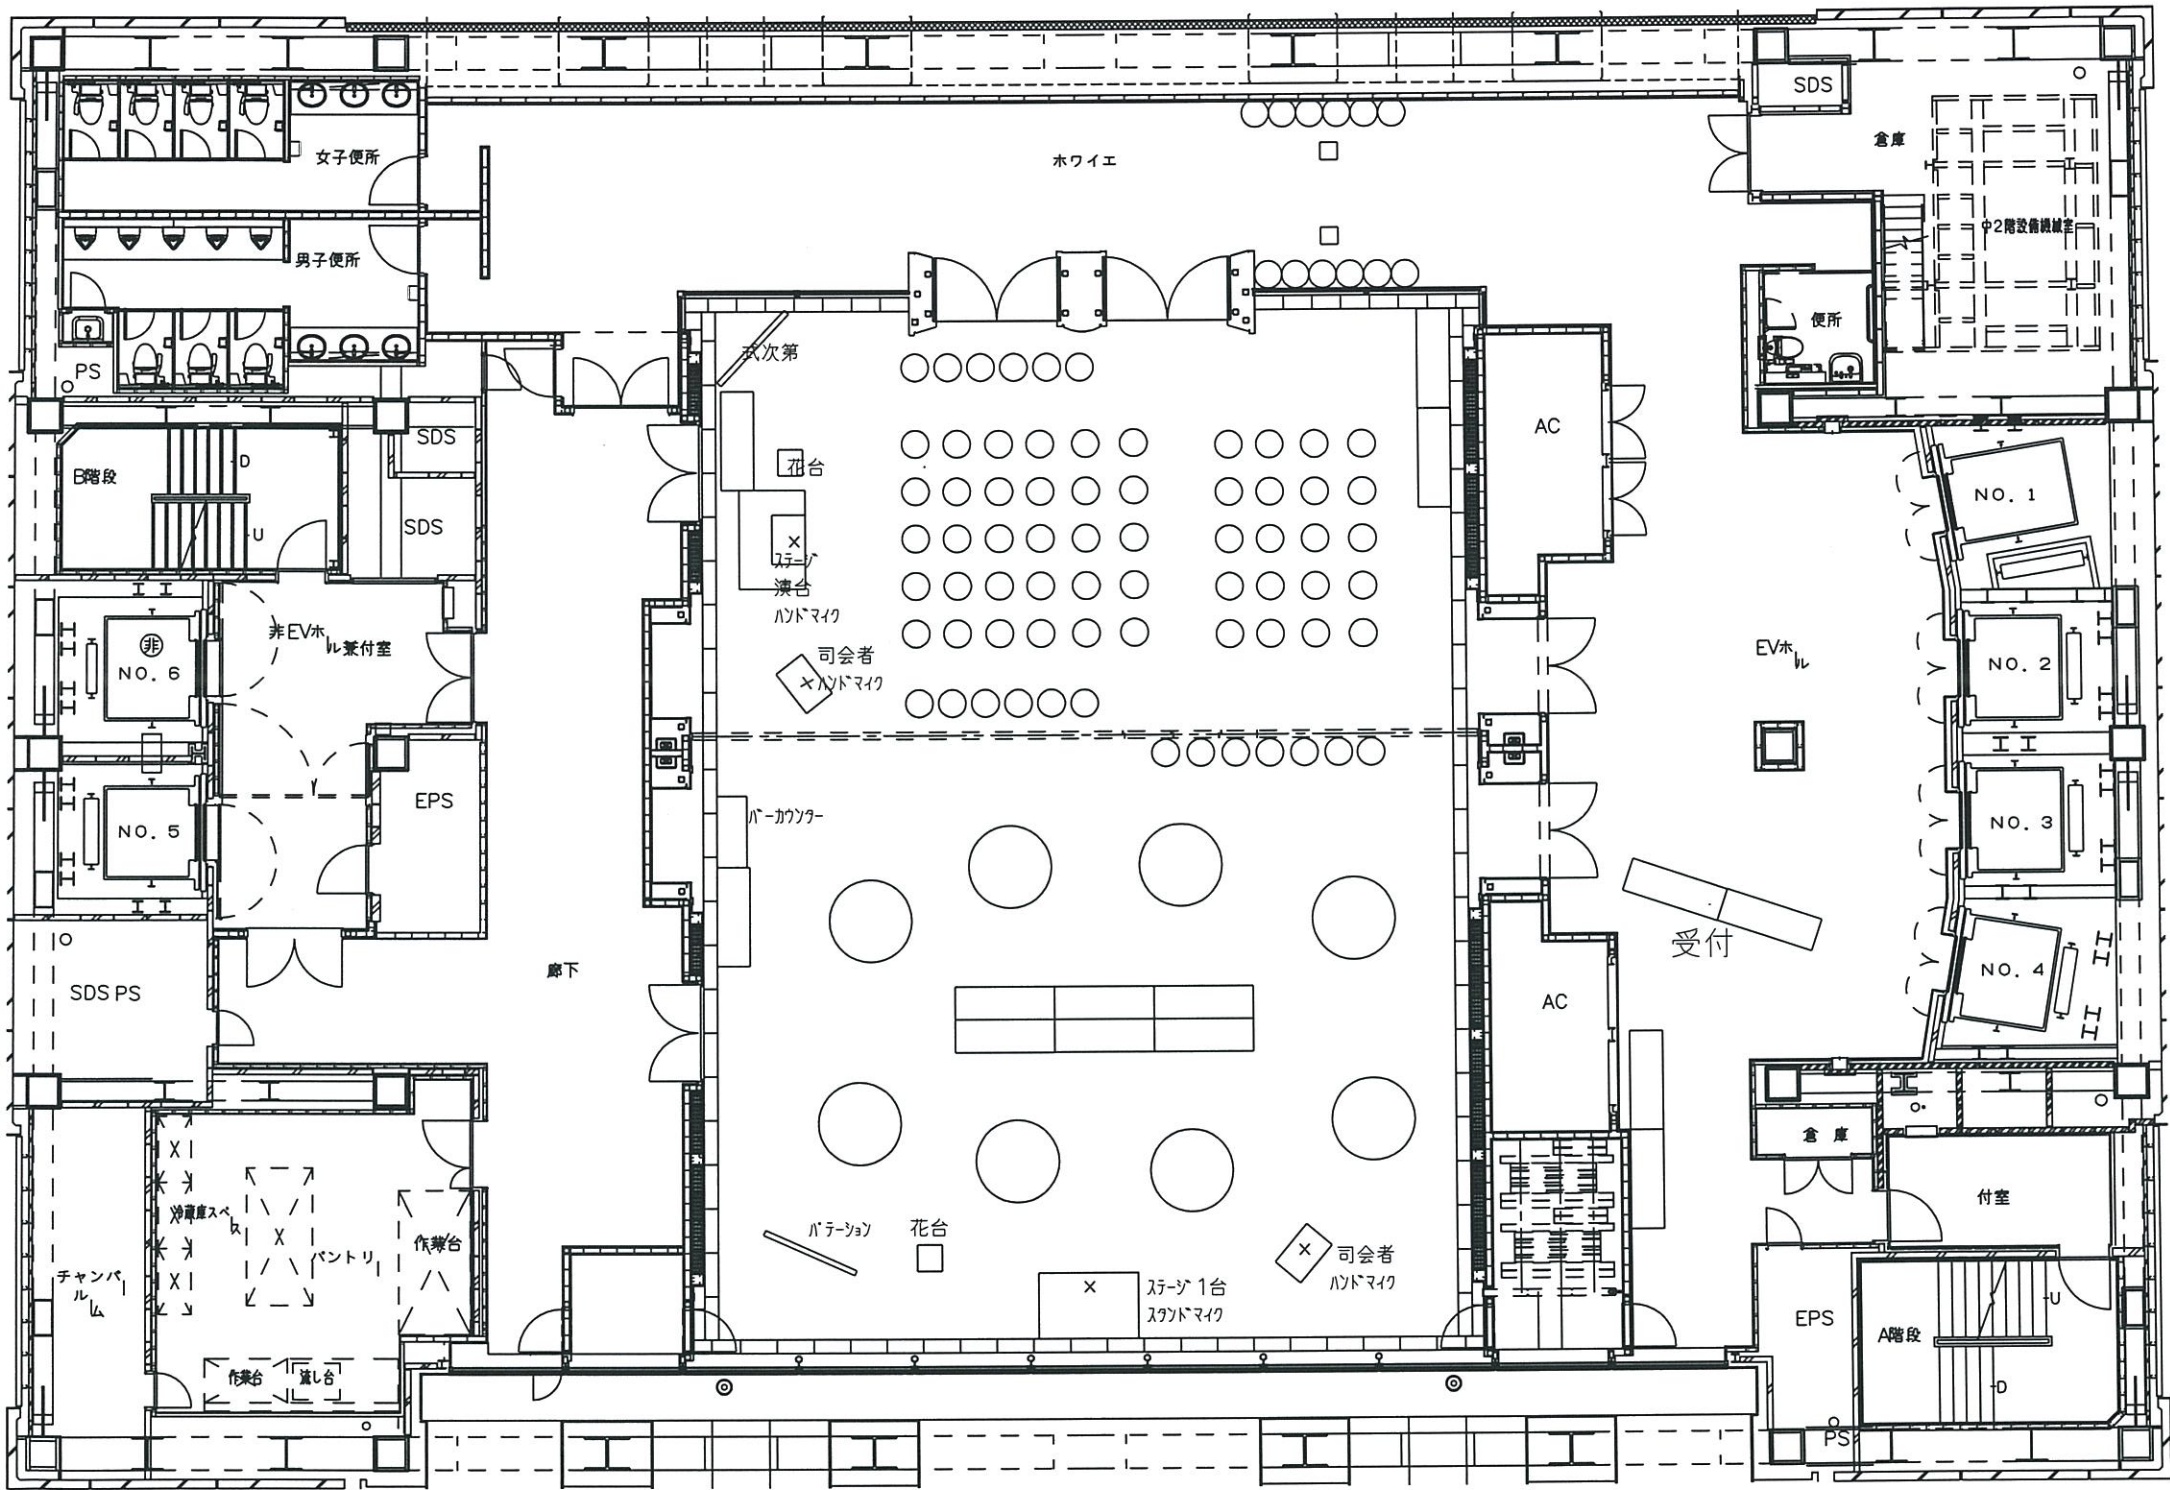 SDS
倉庫
女子便所
ホワイエ
中2階設備機械室
男子便所
便所
式次第
PS
AC
SDS
花台
B階段
D
NO. 1
SDS
U
ステージ
演台
ハンドマイク
非EVホール兼付室
司会者
ハンドマイク
EVホール
非
NO. 6
NO. 2
EPS
バーカウンター
NO. 5
NO. 3
受付
廊下
NO. 4
SDS PS
AC
倉庫
付室
冷蔵庫スペース
パテーション
花台
作業台
パントリー
司会者
ハンドマイク
チャンバールーム
ステージ 1台
スタンドマイク
U
EPS
A階段
作業台
流し台
D
PS